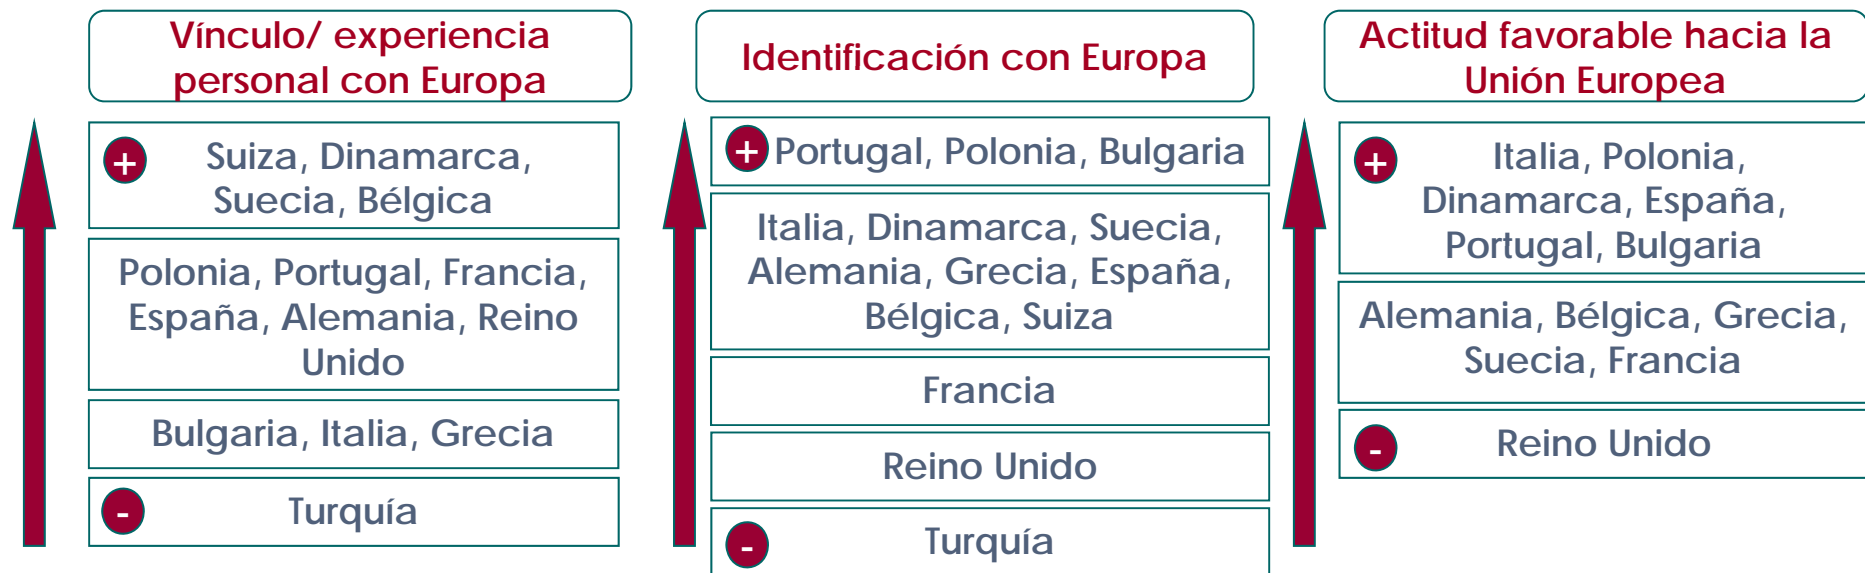 Vínculo/ experiencia
personal con Europa
+
Suiza, Dinamarca,
Suecia, Bélgica
Polonia, Portugal, Francia,
España, Alemania, Reino
Unido
Bulgaria, Italia, Grecia
-
Turquía
Identificación con Europa
+
Portugal, Polonia, Bulgaria
Italia, Dinamarca, Suecia,
Alemania, Grecia, España,
Bélgica, Suiza
Francia
Reino Unido
-
Turquía
Actitud favorable hacia la
Unión Europea
+
Italia, Polonia,
Dinamarca, España,
Portugal, Bulgaria
Alemania, Bélgica, Grecia,
Suecia, Francia
-
Reino Unido